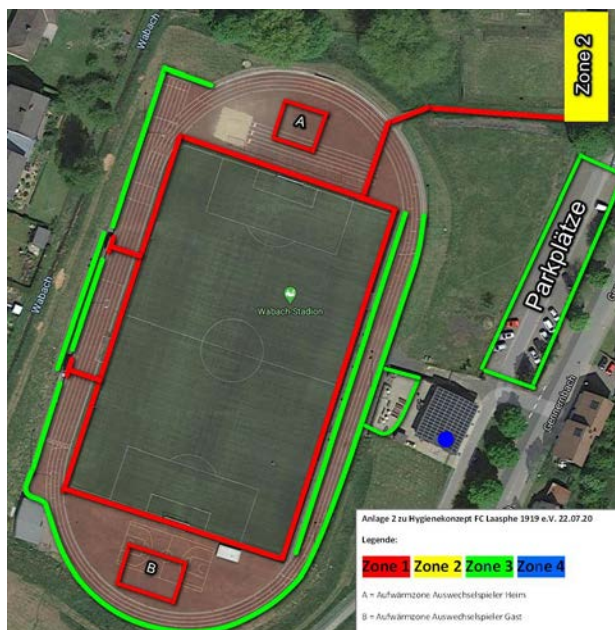 Wabach
Zone 2
A
Parkplätze
Wabach
Wabach-Stadion
Gennernbach
B
Anlage 2 zu Hygienekonzept FC Laasphe 1919 e.V. 22.07.20
Legende:
Zone 1 Zone 2 Zone 3 Zone 4
A = Aufwärmzone Auswechselspieler Heim
B = Aufwärmzone Auswechselspieler Gast